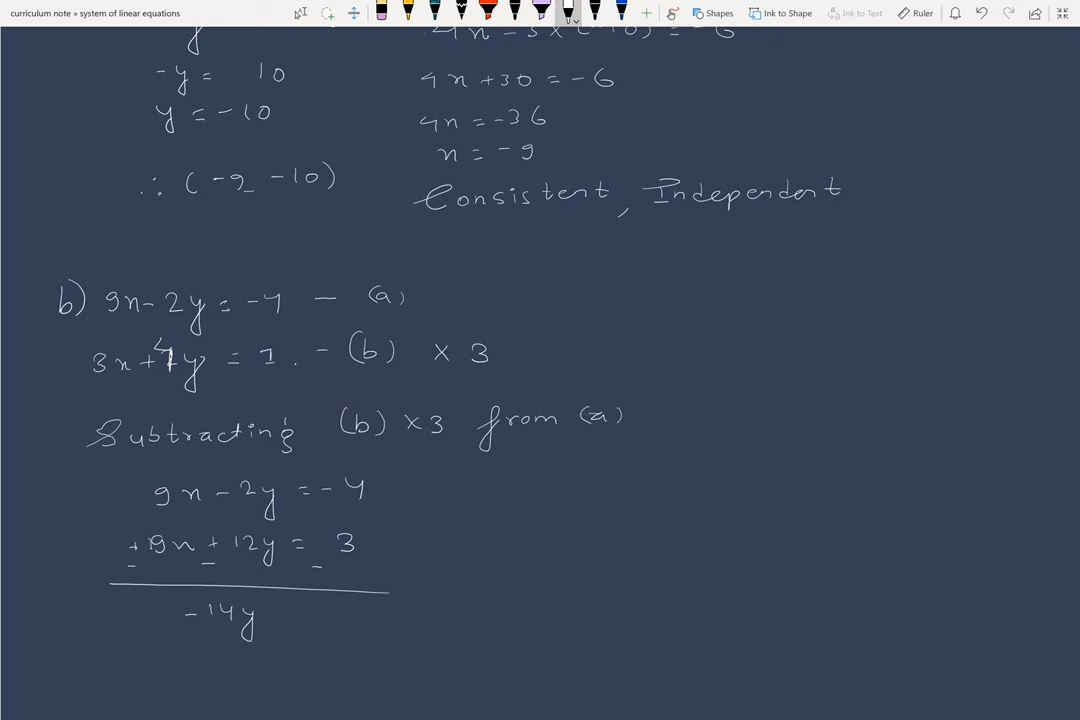 curriculum note » system of linear equations
Shapes Ink to Shape Ink to Text Ruler
-y = 10
y = -10
∴ (-9 -10)
4x + 30 = -6
4x = -36
x = -9
Consistent, Independent
b) 9x - 2y = -4 - (a)
3x + 4y = 1. - (b) × 3
Subtracting (b) × 3 from (a)
9x - 2y = -4
+9x + 12y = 3
- - -
-14y